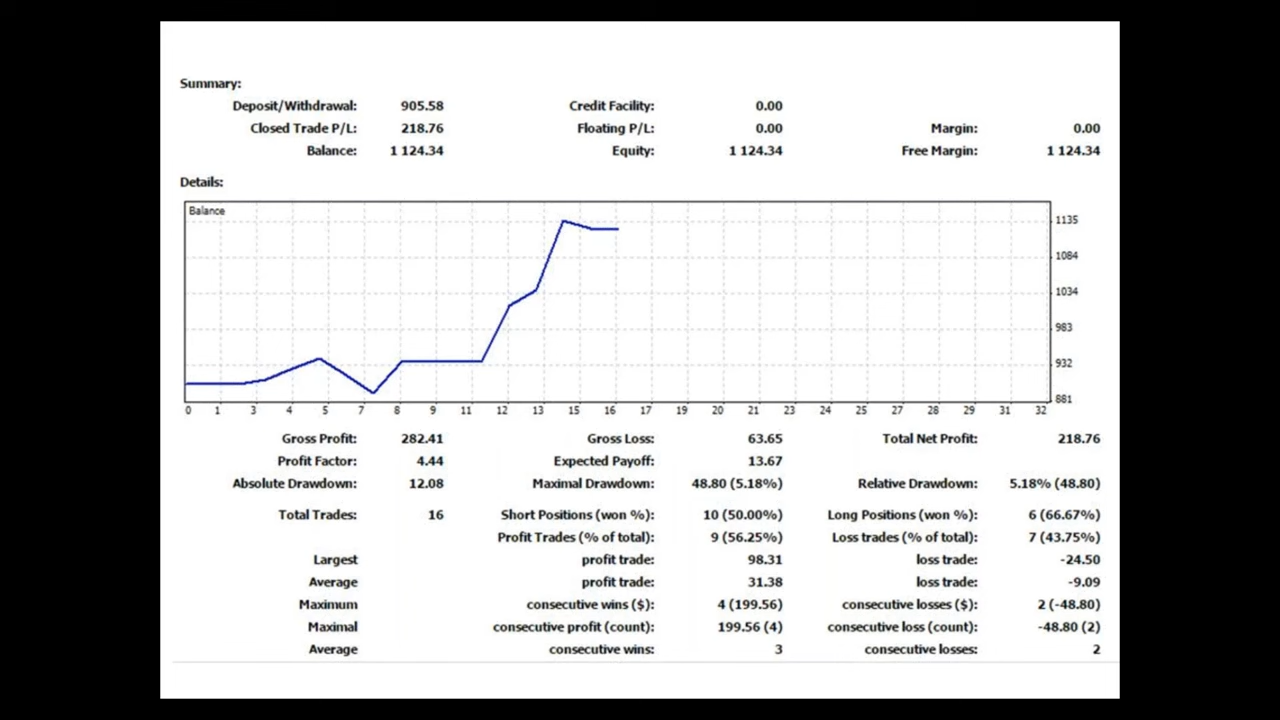 Summary:
Deposit/Withdrawal: 905.58 Credit Facility: 0.00
Closed Trade P/L: 218.76 Floating P/L: 0.00 Margin: 0.00
Balance: 1 124.34 Equity: 1 124.34 Free Margin: 1 124.34
Details:
Balance
1135
1084
1034
983
932
881
0 1 3 4 5 7 8 9 11 12 13 15 16 17 19 20 21 23 24 25 27 28 29 31 32
Gross Profit: 282.41 Gross Loss: 63.65 Total Net Profit: 218.76
Profit Factor: 4.44 Expected Payoff: 13.67
Absolute Drawdown: 12.08 Maximal Drawdown: 48.80 (5.18%) Relative Drawdown: 5.18% (48.80)
Total Trades: 16 Short Positions (won %): 10 (50.00%) Long Positions (won %): 6 (66.67%)
Profit Trades (% of total): 9 (56.25%) Loss trades (% of total): 7 (43.75%)
Largest profit trade: 98.31 loss trade: -24.50
Average profit trade: 31.38 loss trade: -9.09
Maximum consecutive wins ($): 4 (199.56) consecutive losses ($): 2 (-48.80)
Maximal consecutive profit (count): 199.56 (4) consecutive loss (count): -48.80 (2)
Average consecutive wins: 3 consecutive losses: 2